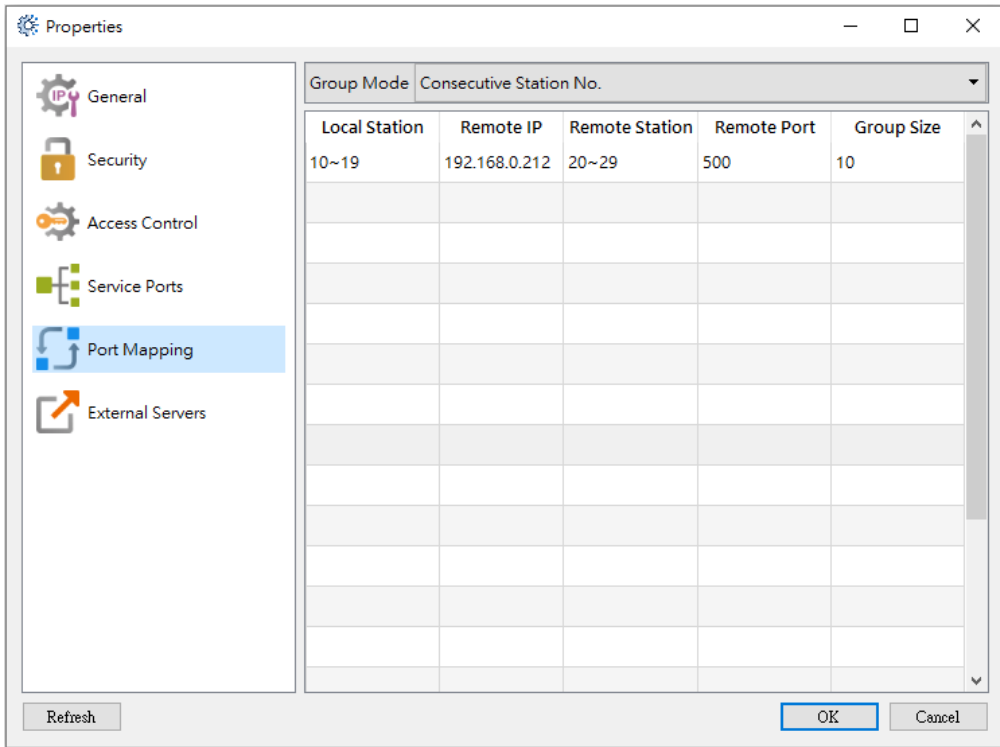 Properties
General
Security
Access Control
Service Ports
Port Mapping
External Servers
Group Mode Consecutive Station No.
Local Station Remote IP Remote Station Remote Port Group Size
10~19 192.168.0.212 20~29 500 10
Refresh OK Cancel